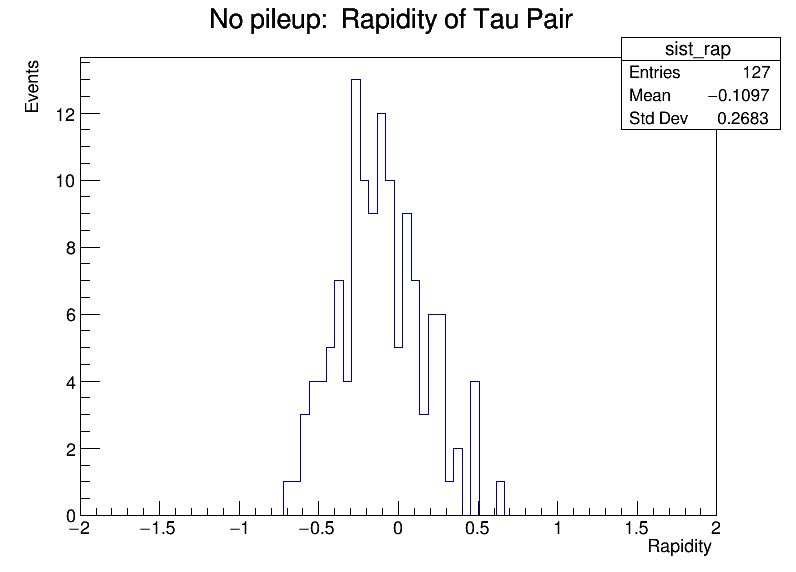 No pileup:  Rapidity of Tau Pair
sist_rap
Entries 127
Mean −0.1097
Std Dev 0.2683
Events
12
10
8
6
4
2
0
−2 −1.5 −1 −0.5 0 0.5 1 1.5 2
Rapidity